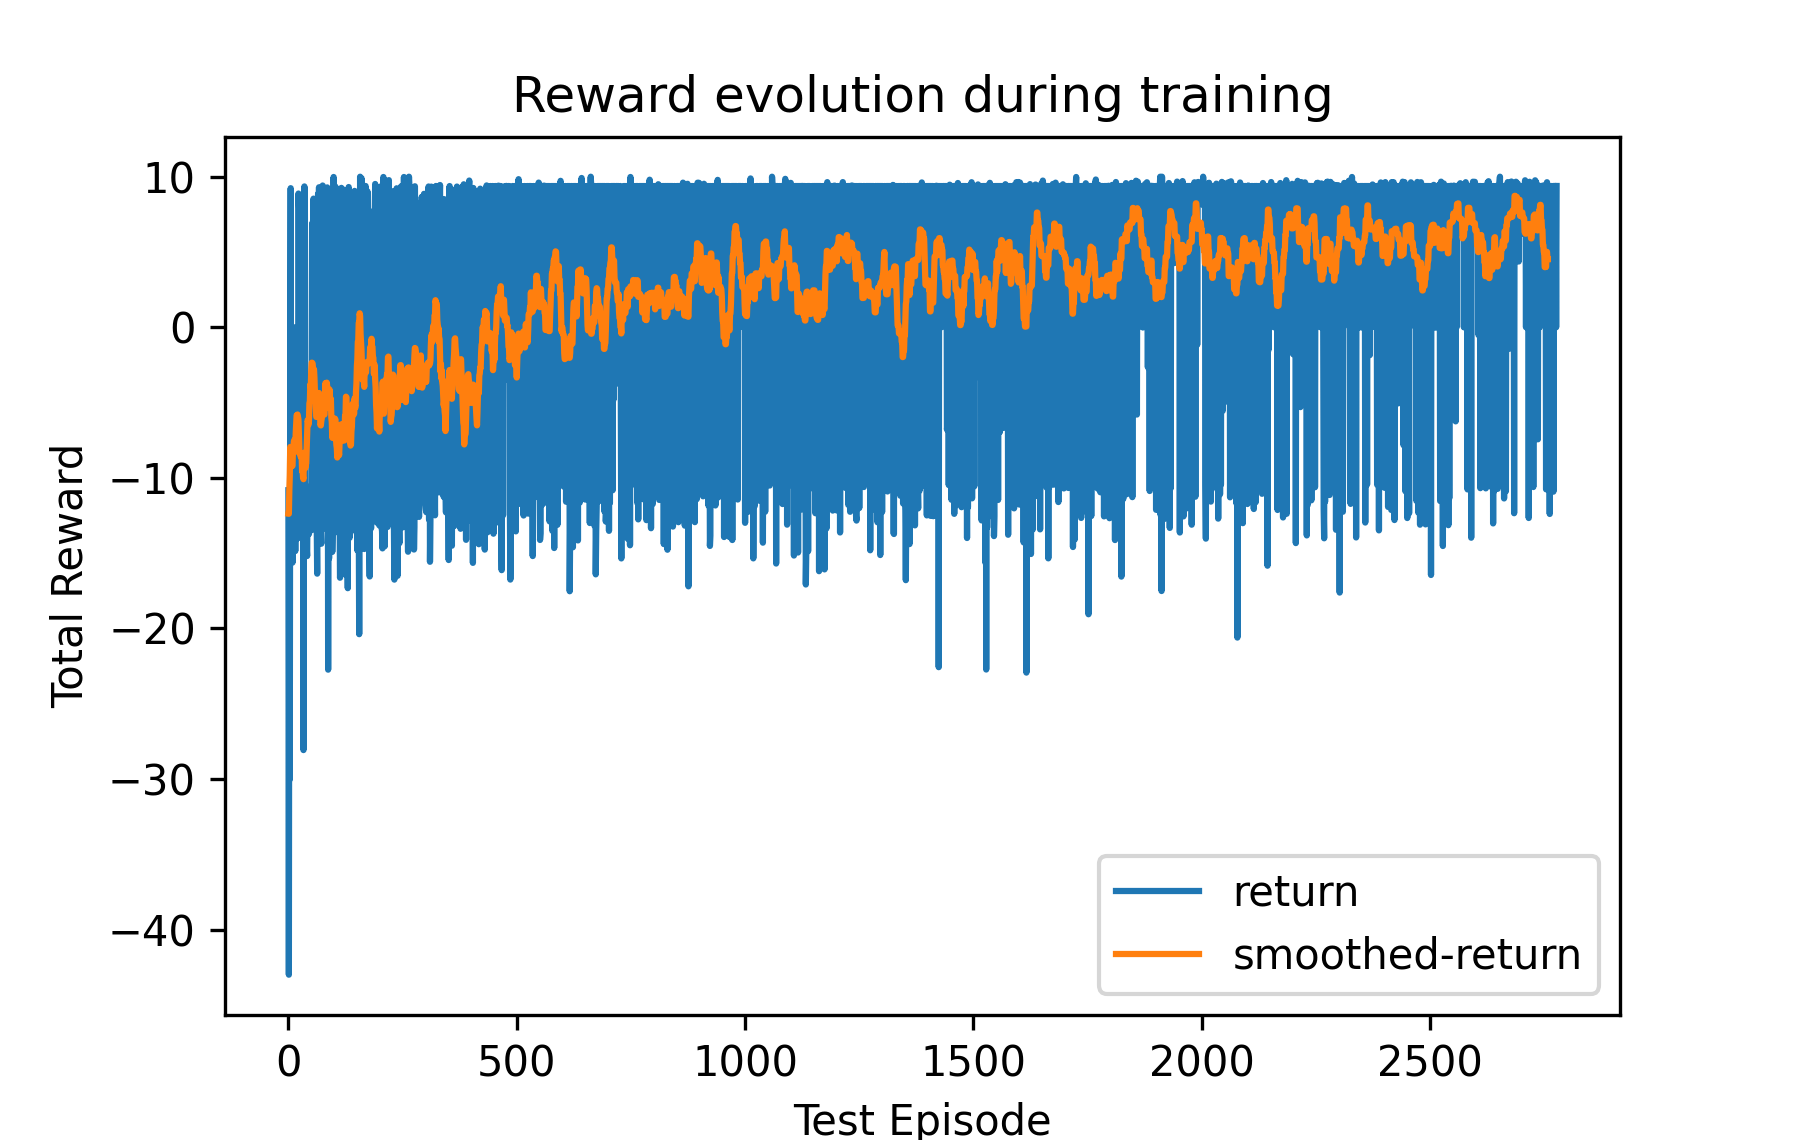 Reward evolution during training
10
0
−10
−20
−30
−40
Total Reward
return
smoothed-return
0 500 1000 1500 2000 2500
Test Episode